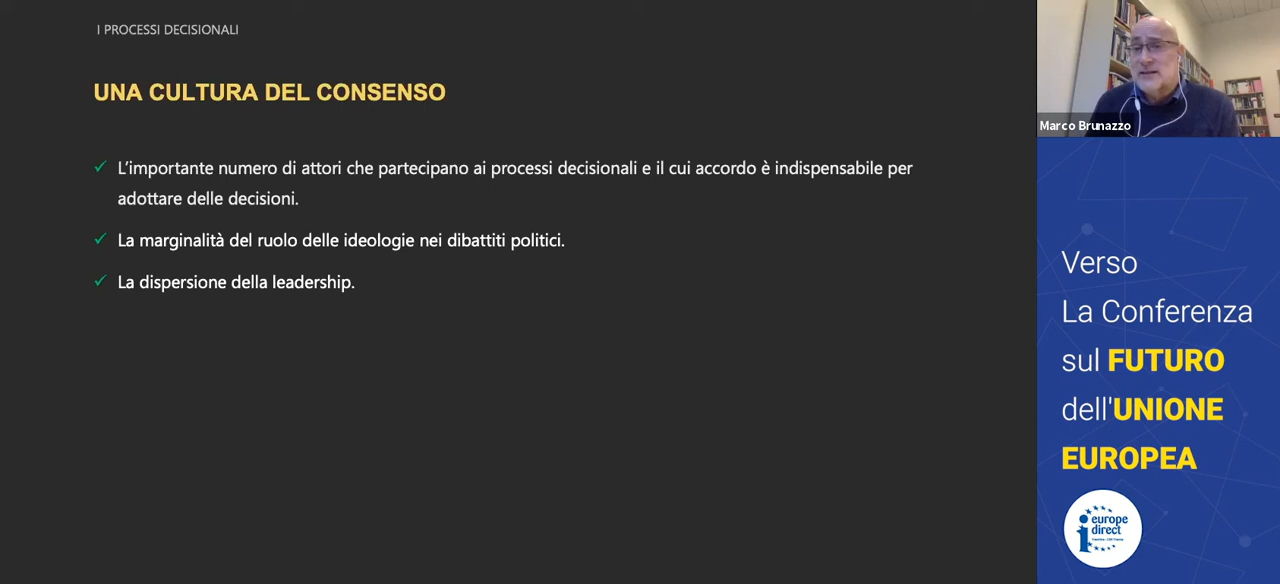 I PROCESSI DECISIONALI
UNA CULTURA DEL CONSENSO
L’importante numero di attori che partecipano ai processi decisionali e il cui accordo è indispensabile per
adottare delle decisioni.
La marginalità del ruolo delle ideologie nei dibattiti politici.
La dispersione della leadership.
Marco Brunazzo
Verso
La Conferenza
sul FUTURO
dell'UNIONE
EUROPEA
europe
direct